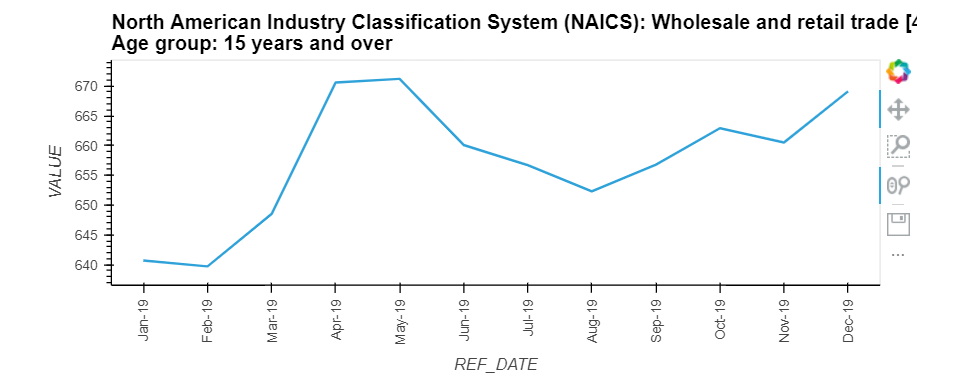 North American Industry Classification System (NAICS): Wholesale and retail trade [4
Age group: 15 years and over
VALUE
670
665
660
655
650
645
640
Jan-19
Feb-19
Mar-19
Apr-19
May-19
Jun-19
Jul-19
Aug-19
Sep-19
Oct-19
Nov-19
Dec-19
REF_DATE